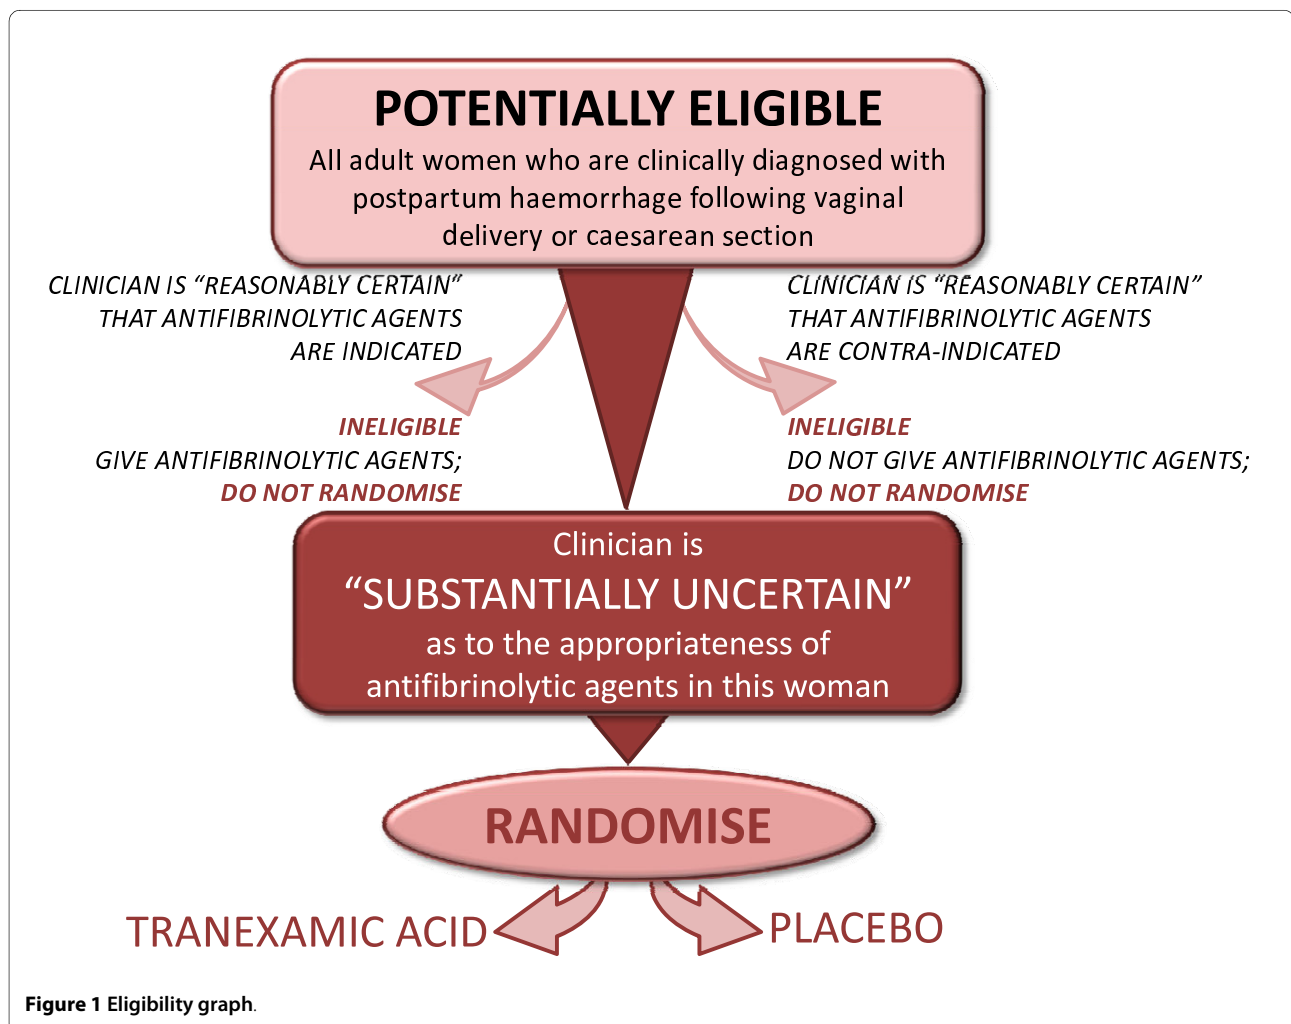 POTENTIALLY ELIGIBLE
All adult women who are clinically diagnosed with
postpartum haemorrhage following vaginal
delivery or caesarean section
CLINICIAN IS “REASONABLY CERTAIN”
THAT ANTIFIBRINOLYTIC AGENTS
ARE INDICATED
INELIGIBLE
GIVE ANTIFIBRINOLYTIC AGENTS;
DO NOT RANDOMISE
CLINICIAN IS “REASONABLY CERTAIN”
THAT ANTIFIBRINOLYTIC AGENTS
ARE CONTRA-INDICATED
INELIGIBLE
DO NOT GIVE ANTIFIBRINOLYTIC AGENTS;
DO NOT RANDOMISE
Clinician is
“SUBSTANTIALLY UNCERTAIN”
as to the appropriateness of
antifibrinolytic agents in this woman
RANDOMISE
TRANEXAMIC ACID
PLACEBO
Figure 1 Eligibility graph.